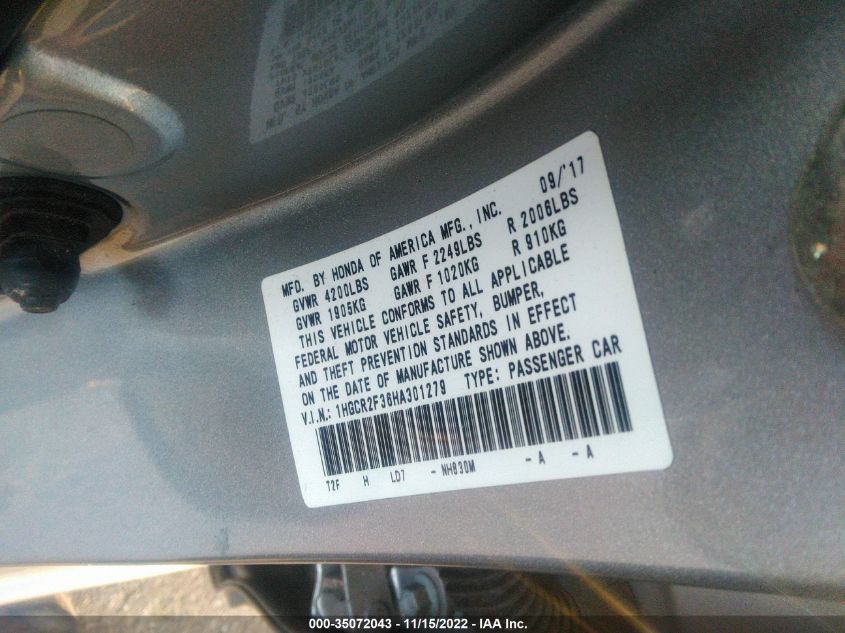 MFD. BY HONDA OF AMERICA MFG., INC. 09/'17
GVWR 4200LBS GAWR F 2249LBS R 2006LBS
GVWR 1905KG GAWR F 1020KG R 910KG
THIS VEHICLE CONFORMS TO ALL APPLICABLE
FEDERAL MOTOR VEHICLE SAFETY, BUMPER,
AND THEFT PREVENTION STANDARDS IN EFFECT
ON THE DATE OF MANUFACTURE SHOWN ABOVE.
V.I.N.: 1HGCR2F36HA301279 TYPE: PASSENGER CAR
T2F H LD7 - NH830M - A - A
000-35072043 - 11/15/2022 - IAA Inc.